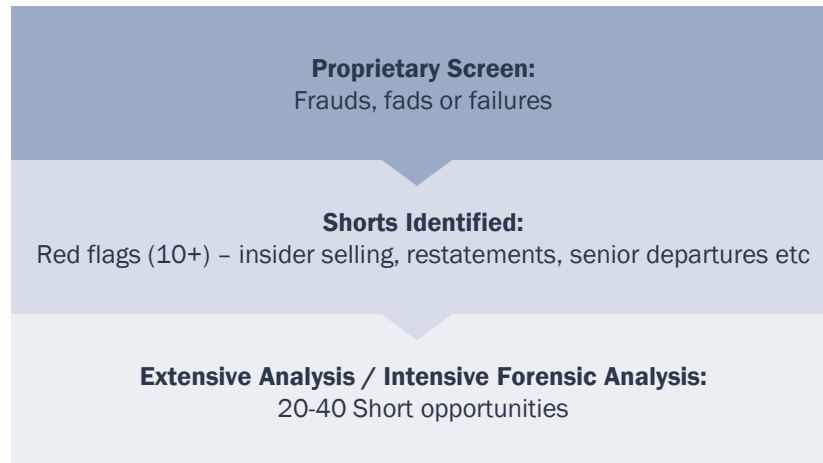 Proprietary Screen:
Frauds, fads or failures
Shorts Identified:
Red flags (10+) – insider selling, restatements, senior departures etc
Extensive Analysis / Intensive Forensic Analysis:
20-40 Short opportunities